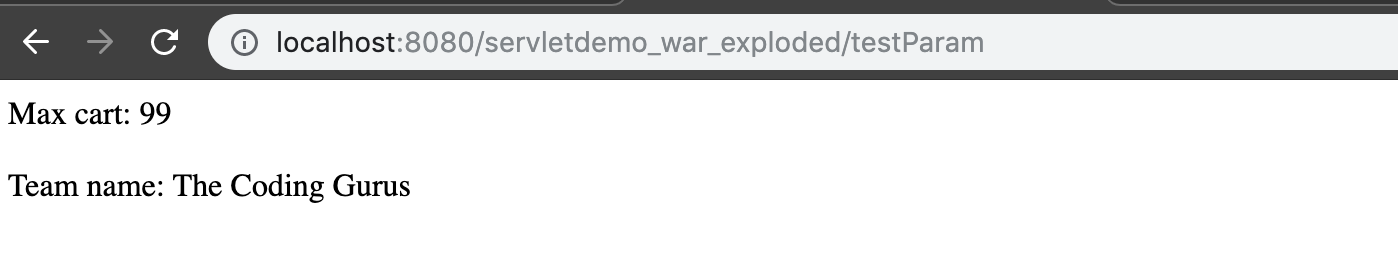 localhost:8080/servletdemo_war_exploded/testParam
Max cart: 99
Team name: The Coding Gurus